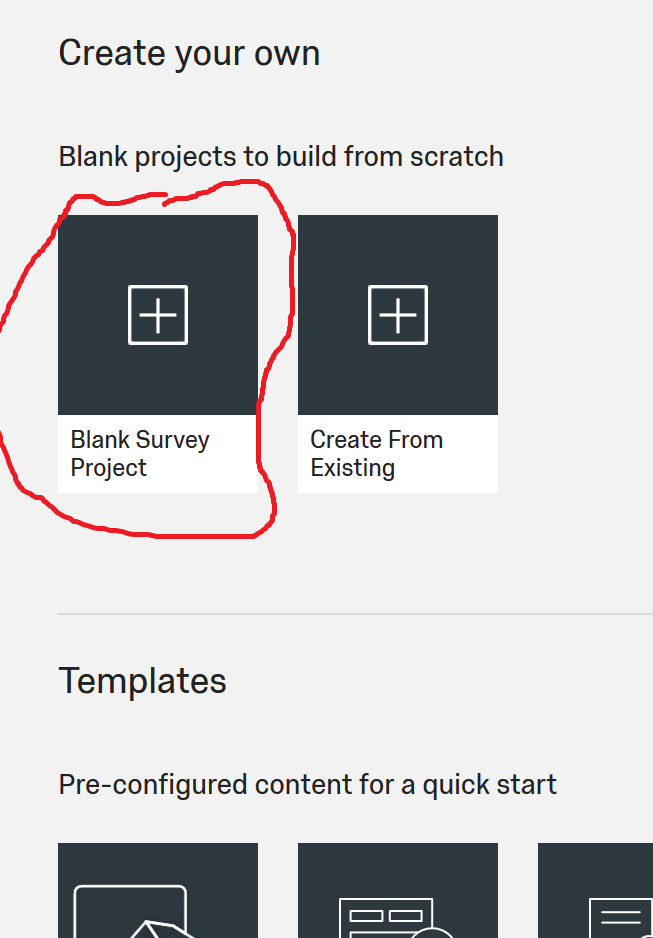 Create your own
Blank projects to build from scratch
Blank Survey
Project
Create From
Existing
Templates
Pre-configured content for a quick start